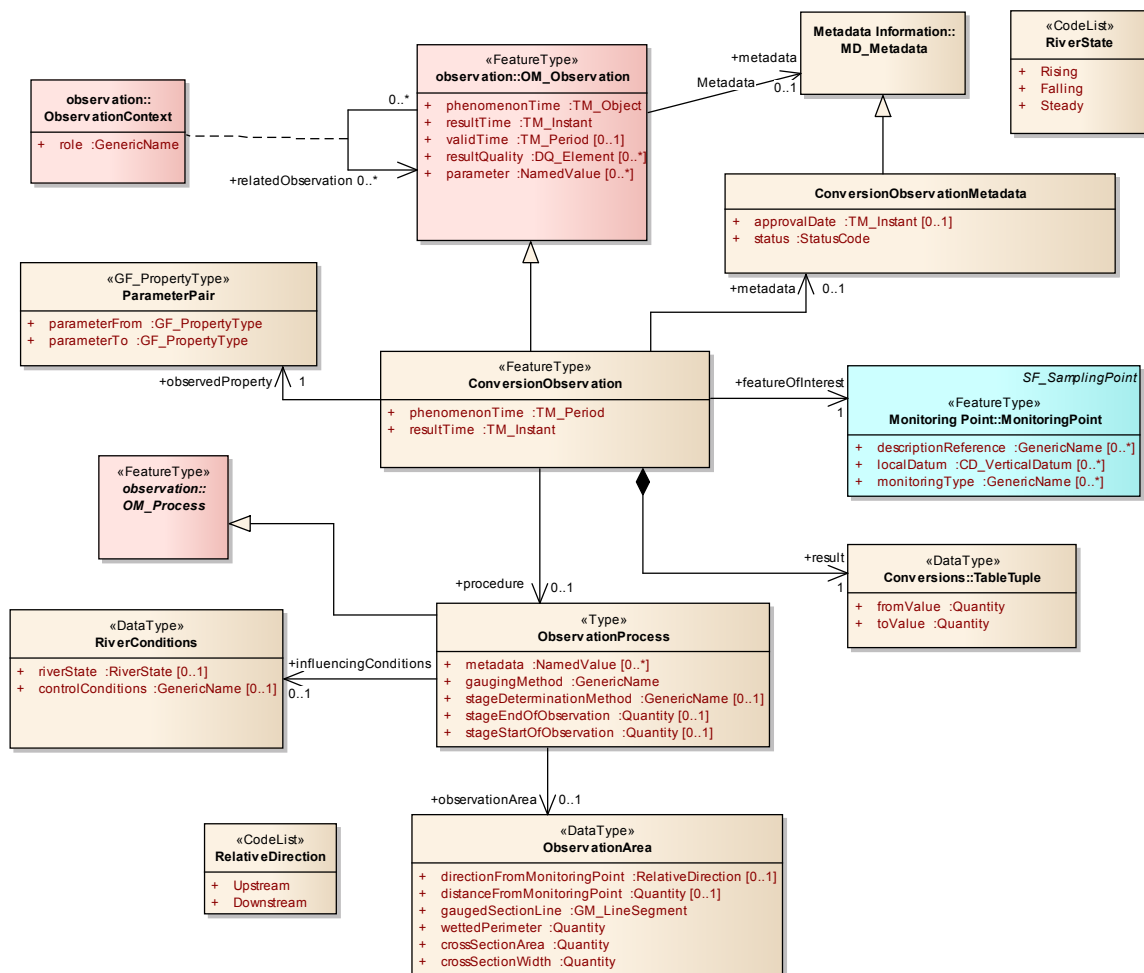 Metadata Information::
MD_Metadata
«CodeList»
RiverState
+ Rising
+ Falling
+ Steady
«FeatureType»
observation::OM_Observation
+ phenomenonTime :TM_Object
+ resultTime :TM_Instant
+ validTime :TM_Period [0..1]
+ resultQuality :DQ_Element [0..*]
+ parameter :NamedValue [0..*]
+metadata
Metadata
0..1
observation::
ObservationContext
+ role :GenericName
0..*
+relatedObservation 0..*
ConversionObservationMetadata
+ approvalDate :TM_Instant [0..1]
+ status :StatusCode
+metadata
0..1
«GF_PropertyType»
ParameterPair
+ parameterFrom :GF_PropertyType
+ parameterTo :GF_PropertyType
+observedProperty
1
«FeatureType»
ConversionObservation
+ phenomenonTime :TM_Period
+ resultTime :TM_Instant
+featureOfInterest
1
SF_SamplingPoint
«FeatureType»
Monitoring Point::MonitoringPoint
+ descriptionReference :GenericName [0..*]
+ localDatum :CD_VerticalDatum [0..*]
+ monitoringType :GenericName [0..*]
«FeatureType»
observation::
OM_Process
+procedure
0..1
+result
1
«DataType»
Conversions::TableTuple
+ fromValue :Quantity
+ toValue :Quantity
«DataType»
RiverConditions
+ riverState :RiverState [0..1]
+ controlConditions :GenericName [0..1]
+influencingConditions
0..1
«Type»
ObservationProcess
+ metadata :NamedValue [0..*]
+ gaugingMethod :GenericName
+ stageDeterminationMethod :GenericName [0..1]
+ stageEndOfObservation :Quantity [0..1]
+ stageStartOfObservation :Quantity [0..1]
+observationArea
0..1
«CodeList»
RelativeDirection
+ Upstream
+ Downstream
«DataType»
ObservationArea
+ directionFromMonitoringPoint :RelativeDirection [0..1]
+ distanceFromMonitoringPoint :Quantity [0..1]
+ gaugedSectionLine :GM_LineSegment
+ wettedPerimeter :Quantity
+ crossSectionArea :Quantity
+ crossSectionWidth :Quantity